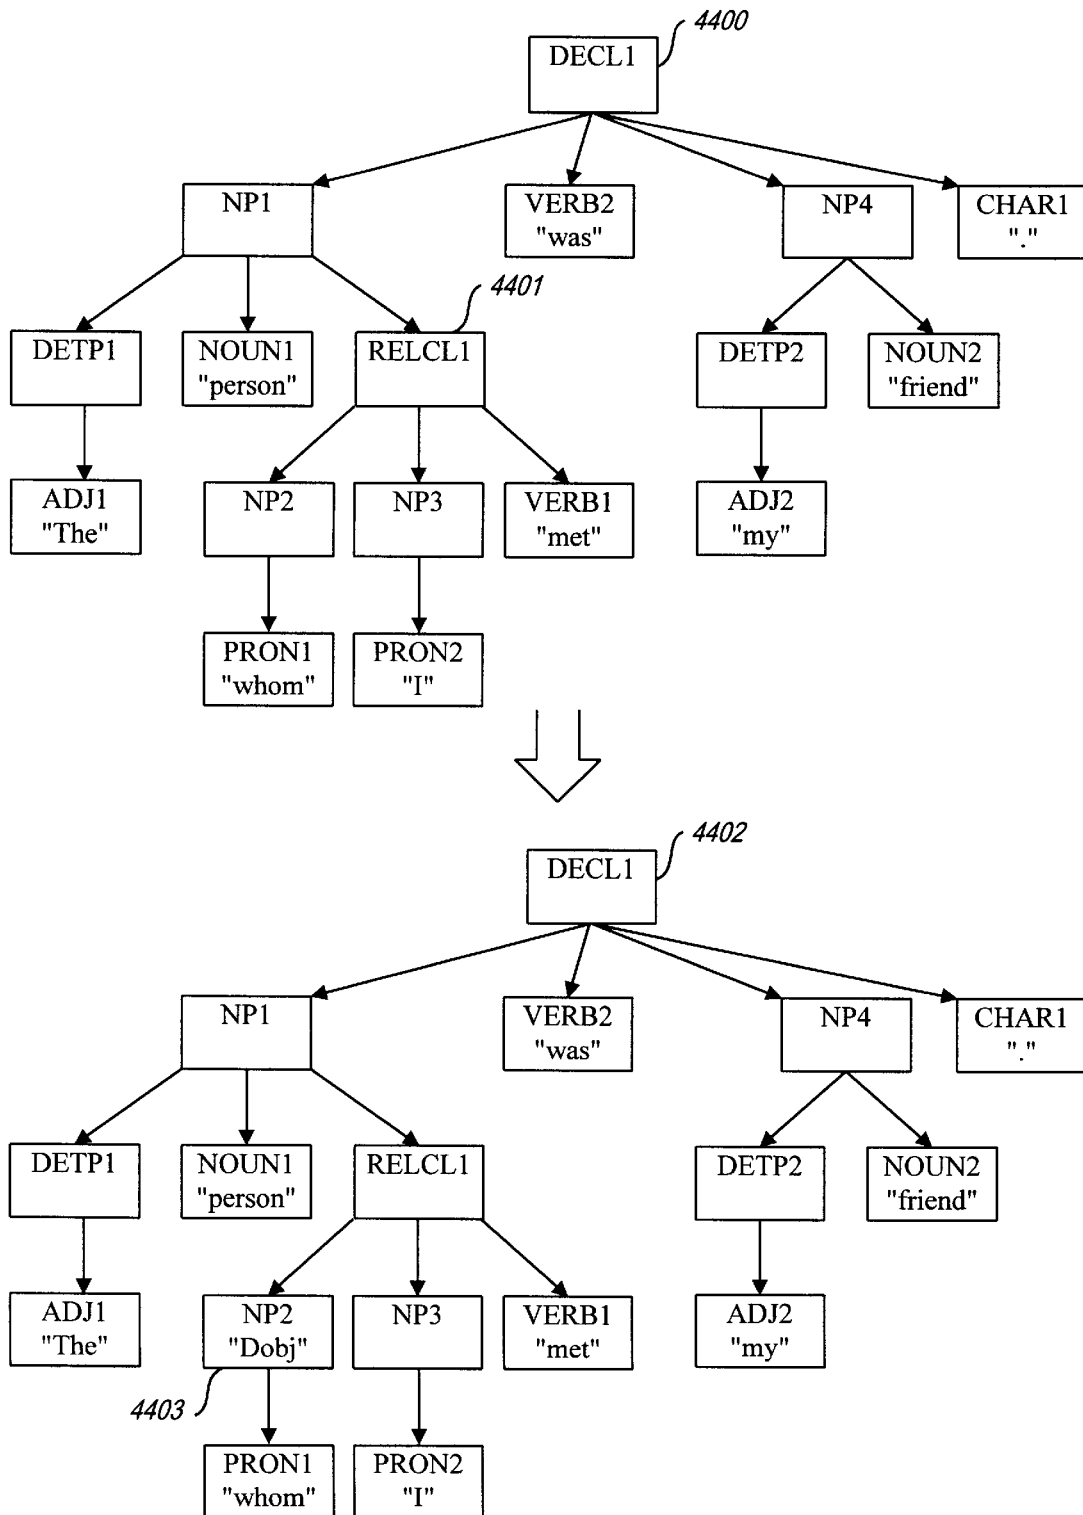 4400
DECL1
NP1
VERB2
"was"
NP4
CHAR1
"."
4401
DETP1
NOUN1
"person"
RELCL1
DETP2
NOUN2
"friend"
ADJ1
"The"
NP2
NP3
VERB1
"met"
ADJ2
"my"
PRON1
"whom"
PRON2
"I"
4402
DECL1
NP1
VERB2
"was"
NP4
CHAR1
"."
DETP1
NOUN1
"person"
RELCL1
DETP2
NOUN2
"friend"
ADJ1
"The"
NP2
"Dobj"
NP3
VERB1
"met"
ADJ2
"my"
4403
PRON1
"whom"
PRON2
"I"